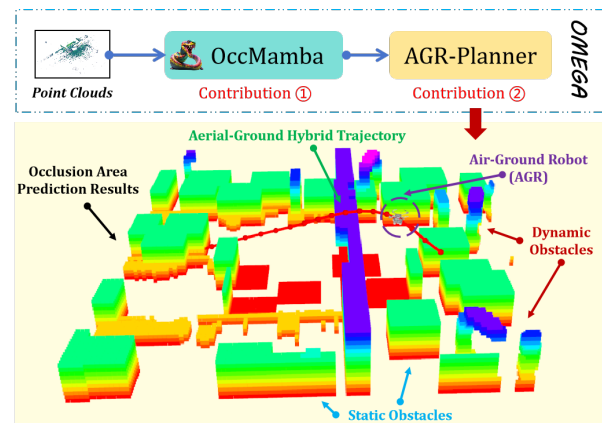 OccMamba
AGR-Planner
OMEGA
Point Clouds
Contribution ①
Contribution ②
Aerial-Ground Hybrid Trajectory
Occlusion Area
Prediction Results
Air-Ground Robot
(AGR)
Dynamic
Obstacles
Static Obstacles